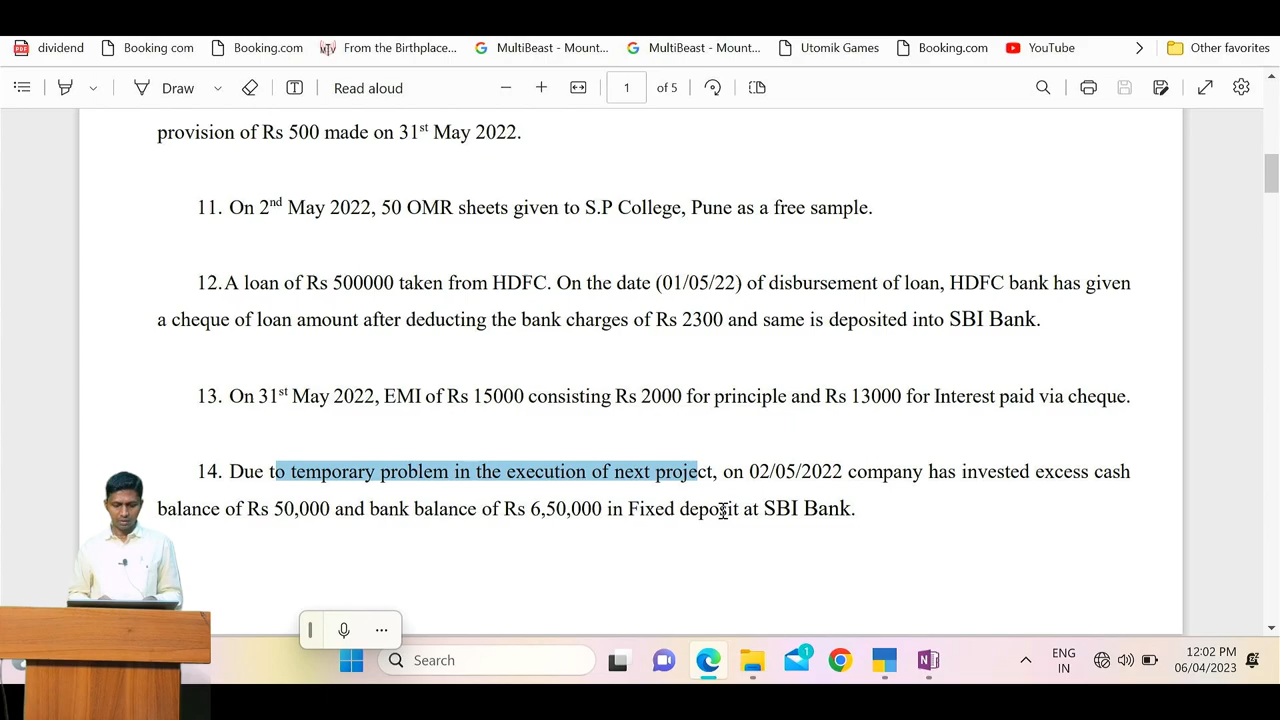 dividend Booking com Booking.com From the Birthplace... MultiBeast - Mount... MultiBeast - Mount... Utomik Games Booking.com YouTube Other favorites
Draw Read aloud 1 of 5
provision of Rs 500 made on 31st May 2022.
11. On 2nd May 2022, 50 OMR sheets given to S.P College, Pune as a free sample.
12. A loan of Rs 500000 taken from HDFC. On the date (01/05/22) of disbursement of loan, HDFC bank has given
a cheque of loan amount after deducting the bank charges of Rs 2300 and same is deposited into SBI Bank.
13. On 31st May 2022, EMI of Rs 15000 consisting Rs 2000 for principle and Rs 13000 for Interest paid via cheque.
14. Due to temporary problem in the execution of next project, on 02/05/2022 company has invested excess cash
balance of Rs 50,000 and bank balance of Rs 6,50,000 in Fixed deposit at SBI Bank.
Search 1 ENG 12:02 PM
IN 06/04/2023